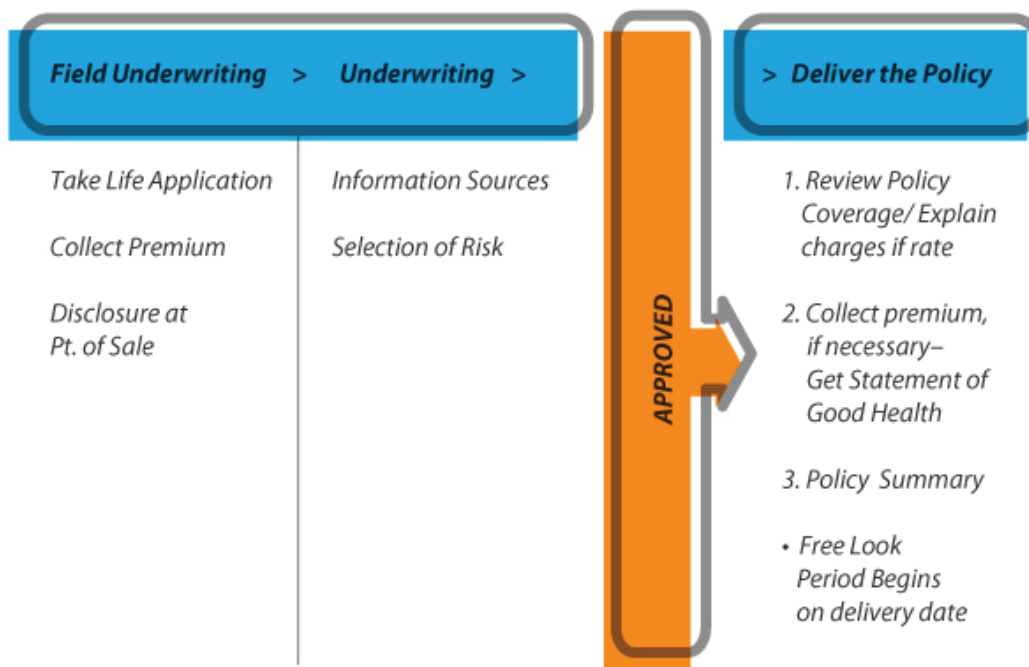 Field Underwriting > Underwriting >
Take Life Application
Collect Premium
Disclosure at
Pt. of Sale
Information Sources
Selection of Risk
APPROVED
> Deliver the Policy
1. Review Policy
Coverage/ Explain
charges if rate
2. Collect premium,
if necessary–
Get Statement of
Good Health
3. Policy Summary
• Free Look
Period Begins
on delivery date